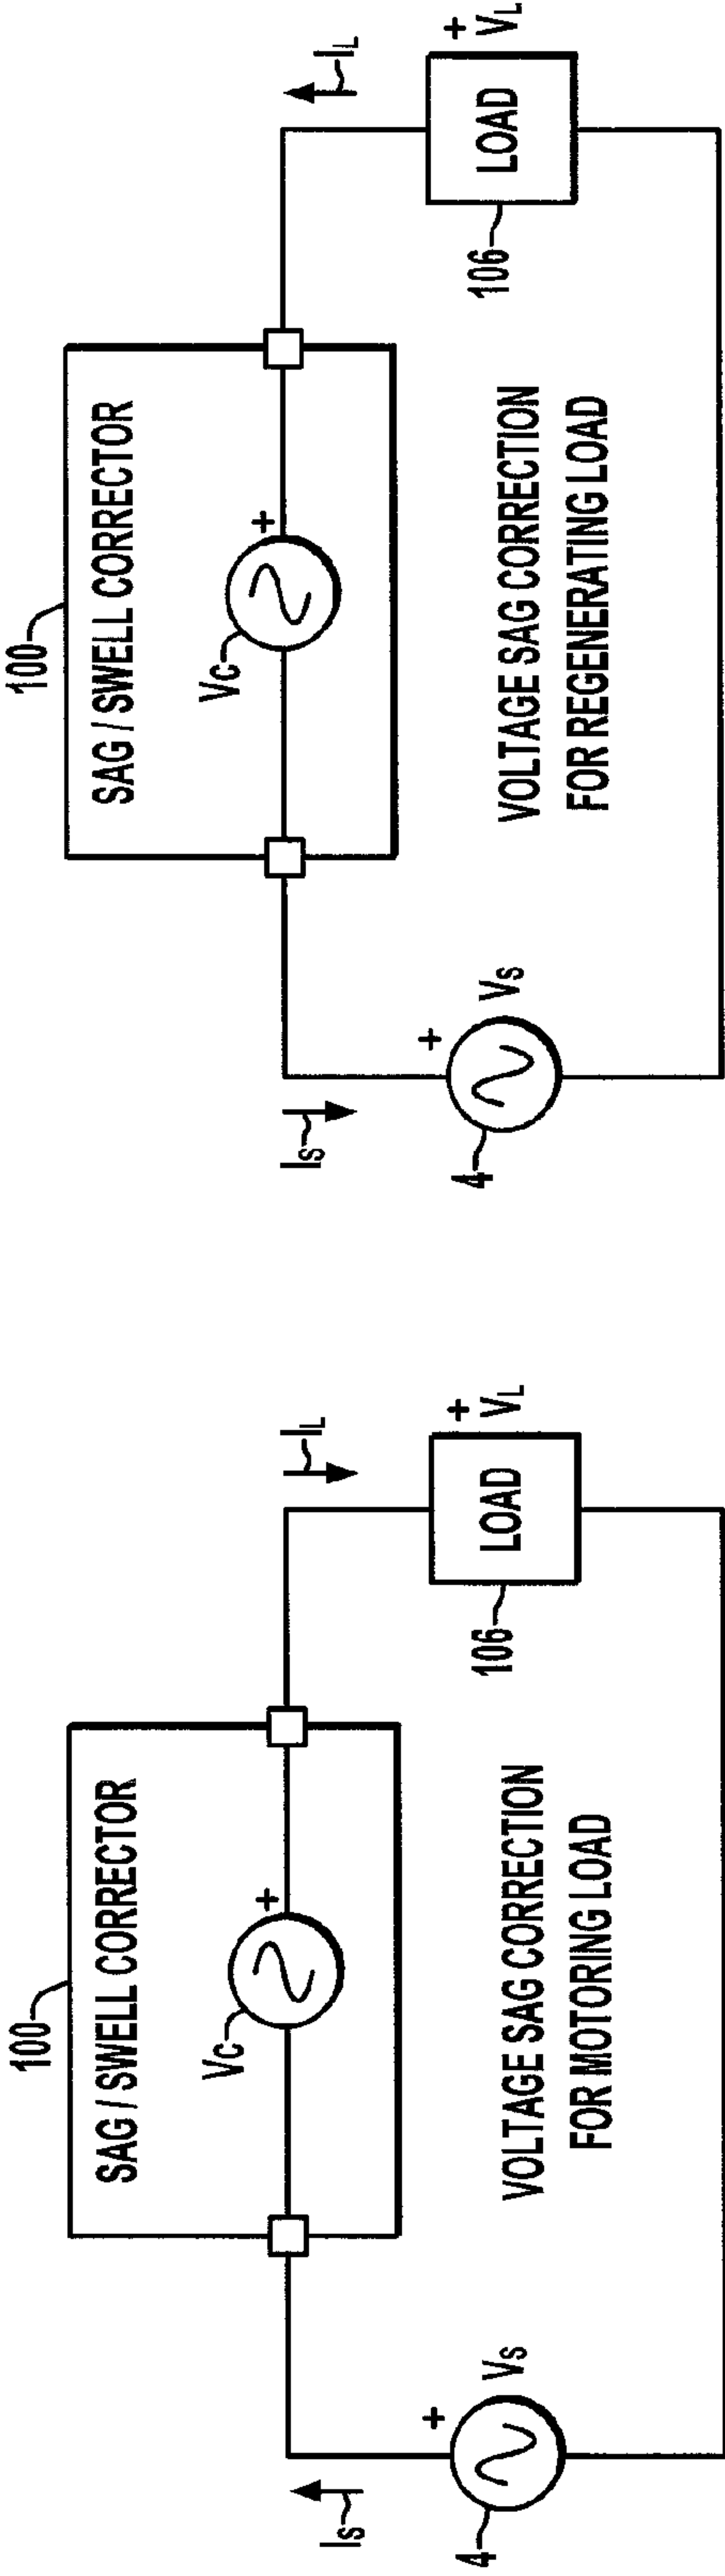 100
SAG / SWELL CORRECTOR
Vc
+
Is
IL
+
Vs
4
106
LOAD
+
VL
VOLTAGE SAG CORRECTION
FOR MOTORING LOAD
100
SAG / SWELL CORRECTOR
Vc
+
Is
IL
+
Vs
4
106
LOAD
+
VL
VOLTAGE SAG CORRECTION
FOR REGENERATING LOAD